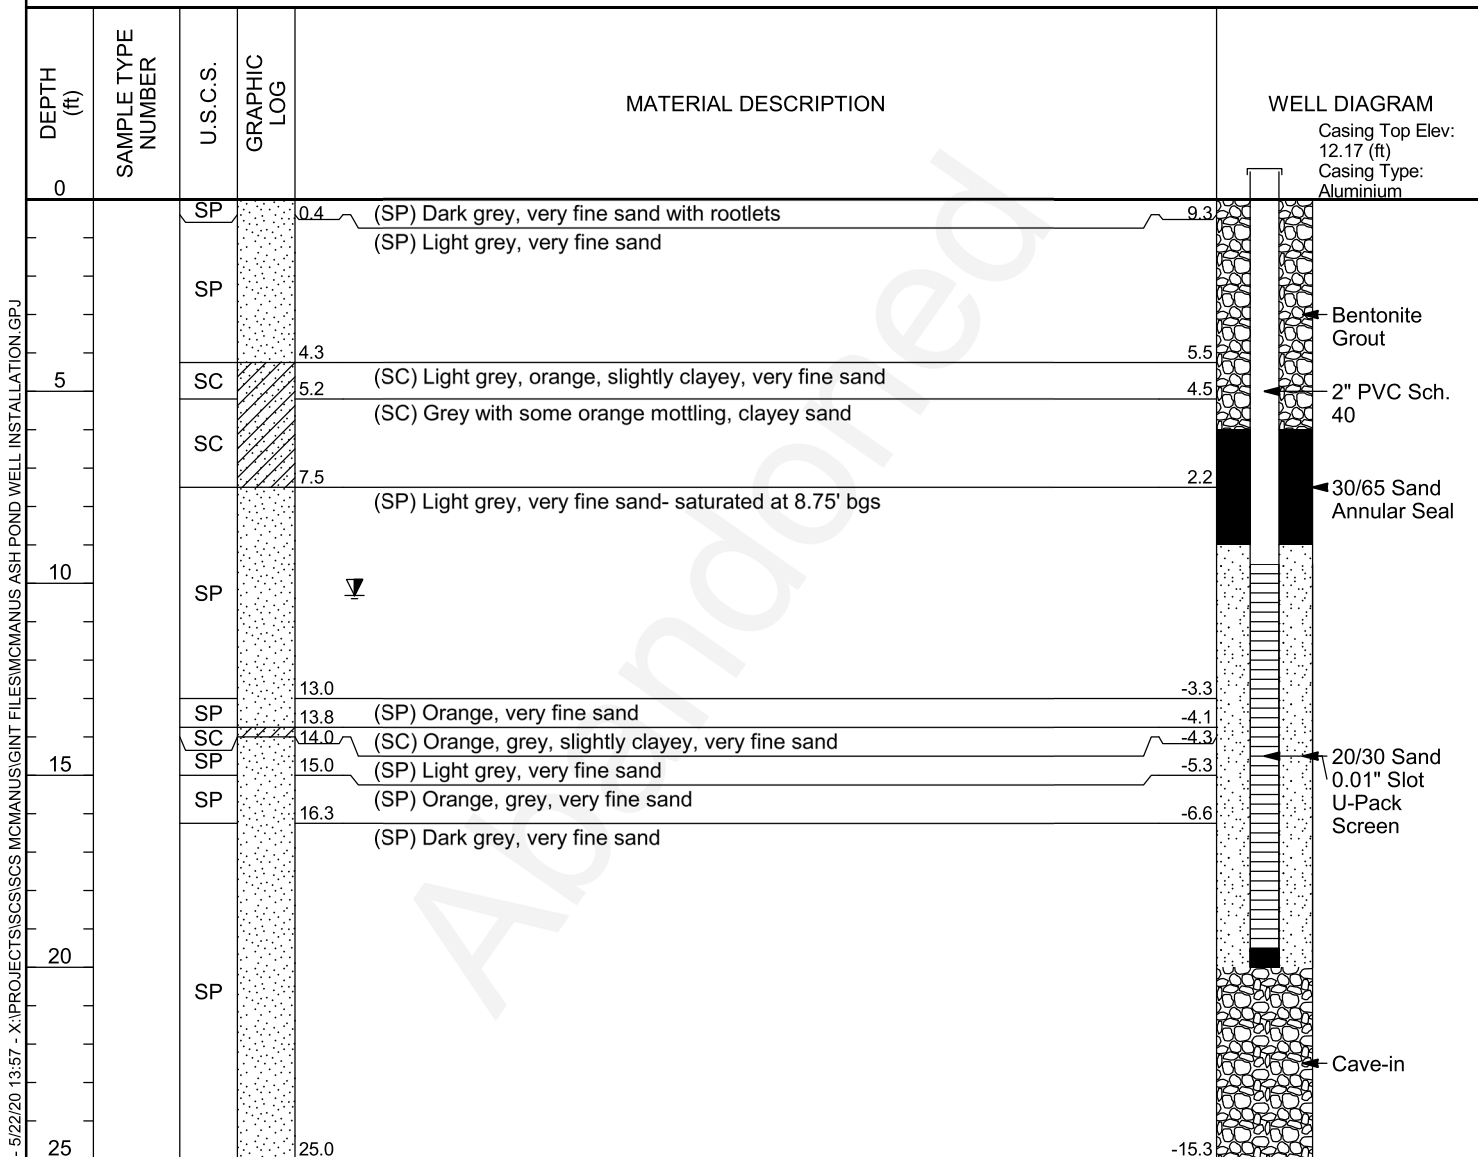 DEPTH
(ft)
SAMPLE TYPE
NUMBER
U.S.C.S.
GRAPHIC
LOG
MATERIAL DESCRIPTION
WELL DIAGRAM
Casing Top Elev:
12.17 (ft)
Casing Type:
Aluminium
0
SP
0.4
(SP) Dark grey, very fine sand with rootlets
9.3
(SP) Light grey, very fine sand
SP
Bentonite
Grout
4.3
5.5
5
SC
(SC) Light grey, orange, slightly clayey, very fine sand
5.2
4.5
2" PVC Sch.
40
(SC) Grey with some orange mottling, clayey sand
SC
7.5
2.2
30/65 Sand
Annular Seal
(SP) Light grey, very fine sand- saturated at 8.75' bgs
10
SP
13.0
-3.3
SP
(SP) Orange, very fine sand
13.8
-4.1
SC
14.0
(SC) Orange, grey, slightly clayey, very fine sand
-4.3
15
SP
15.0
(SP) Light grey, very fine sand
-5.3
20/30 Sand
0.01" Slot
U-Pack
Screen
SP
(SP) Orange, grey, very fine sand
16.3
-6.6
(SP) Dark grey, very fine sand
20
SP
Cave-in
25
25.0
-15.3
Abandoned
- 5/22/20 13:57 - X:\PROJECTS\SCS\SCS MCMANUS\GINT FILES\MCMANUS ASH POND WELL INSTALLATION.GPJ